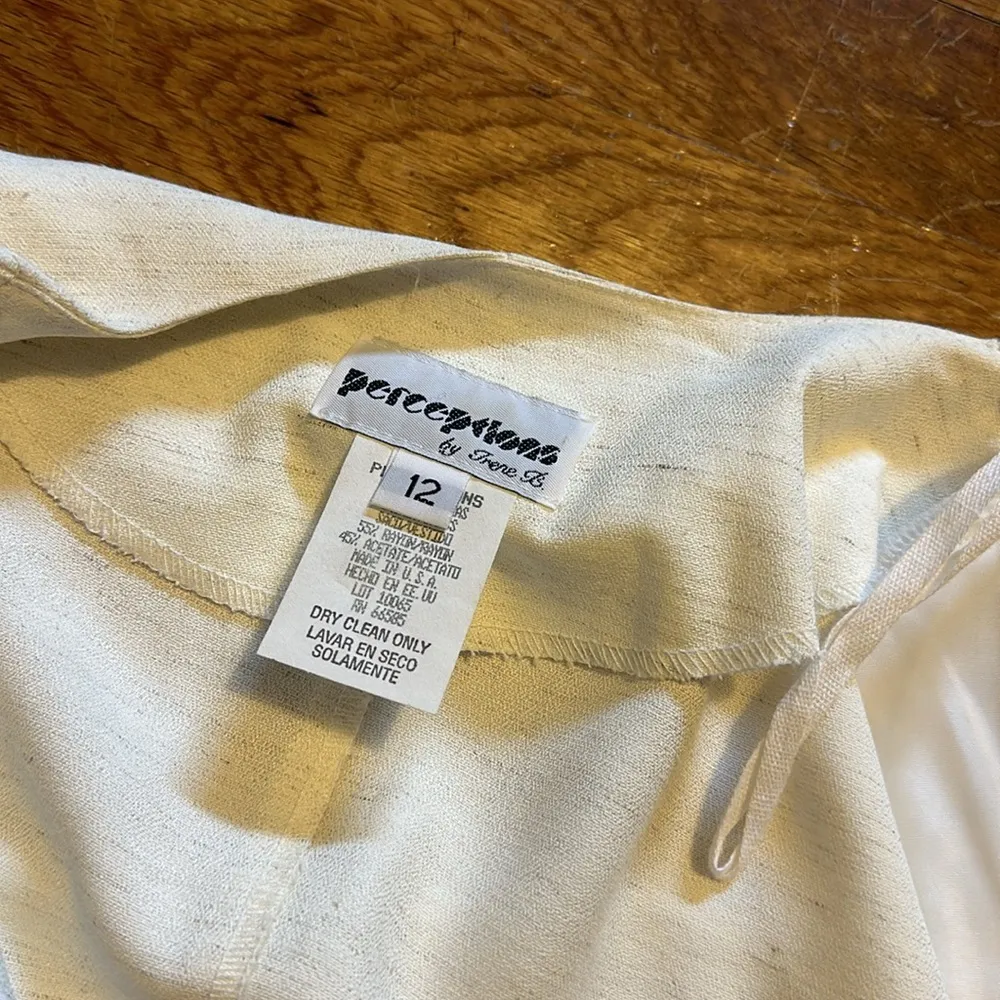 perceptions
by Irene B.
12
NS
55% RAYON/RAYON
45% ACETATE/ACETATO
MADE IN U.S.A.
HECHO EN EE.UU
LOT 10065
RN 66585
DRY CLEAN ONLY
LAVAR EN SECO
SOLAMENTE